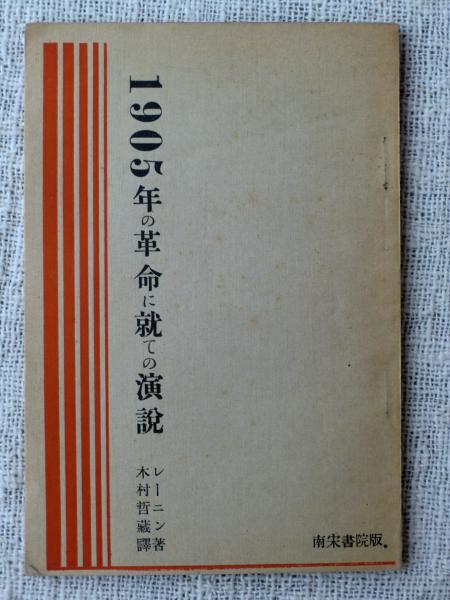 1905年の革命に就ての演說
レーニン著
木村哲藏譯
南宋書院版.